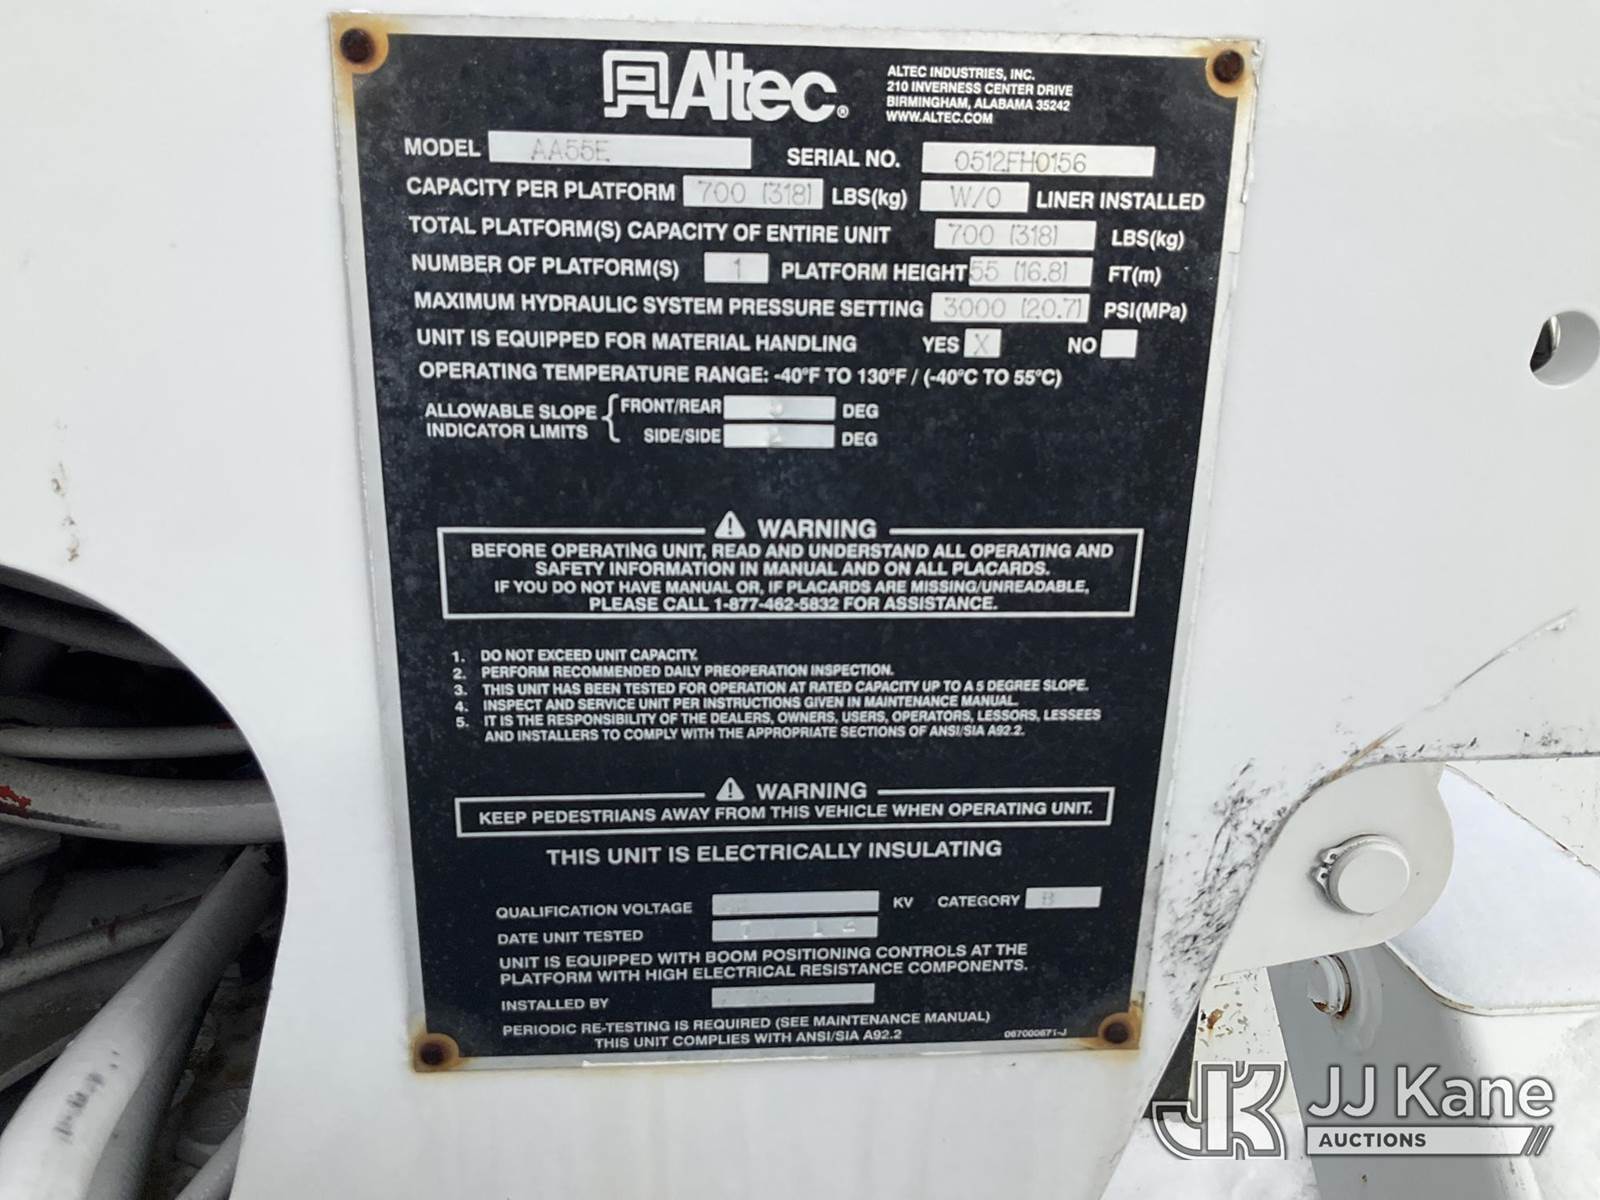 Altec®
ALTEC INDUSTRIES, INC.
210 INVERNESS CENTER DRIVE
BIRMINGHAM, ALABAMA 35242
WWW.ALTEC.COM
MODEL AA55E SERIAL NO. 0512FH0156
CAPACITY PER PLATFORM 700 (318) LBS(kg) W/O LINER INSTALLED
TOTAL PLATFORM(S) CAPACITY OF ENTIRE UNIT 700 (318) LBS(kg)
NUMBER OF PLATFORM(S) 1 PLATFORM HEIGHT 55 (16.8) FT(m)
MAXIMUM HYDRAULIC SYSTEM PRESSURE SETTING 3000 (20.7) PSI(MPa)
UNIT IS EQUIPPED FOR MATERIAL HANDLING YES X NO
OPERATING TEMPERATURE RANGE: -40°F TO 130°F / (-40°C TO 55°C)
ALLOWABLE SLOPE INDICATOR LIMITS
FRONT/REAR DEG
SIDE/SIDE DEG
WARNING
BEFORE OPERATING UNIT, READ AND UNDERSTAND ALL OPERATING AND
SAFETY INFORMATION IN MANUAL AND ON ALL PLACARDS.
IF YOU DO NOT HAVE MANUAL OR, IF PLACARDS ARE MISSING/UNREADABLE,
PLEASE CALL 1-877-462-5832 FOR ASSISTANCE.
1. DO NOT EXCEED UNIT CAPACITY.
2. PERFORM RECOMMENDED DAILY PREOPERATION INSPECTION.
3. THIS UNIT HAS BEEN TESTED FOR OPERATION AT RATED CAPACITY UP TO A 5 DEGREE SLOPE.
4. INSPECT AND SERVICE UNIT PER INSTRUCTIONS GIVEN IN MAINTENANCE MANUAL.
5. IT IS THE RESPONSIBILITY OF THE DEALERS, OWNERS, USERS, OPERATORS, LESSORS, LESSEES
AND INSTALLERS TO COMPLY WITH THE APPROPRIATE SECTIONS OF ANSI/SIA A92.2.
WARNING
KEEP PEDESTRIANS AWAY FROM THIS VEHICLE WHEN OPERATING UNIT.
THIS UNIT IS ELECTRICALLY INSULATING
QUALIFICATION VOLTAGE KV CATEGORY B
DATE UNIT TESTED
UNIT IS EQUIPPED WITH BOOM POSITIONING CONTROLS AT THE
PLATFORM WITH HIGH ELECTRICAL RESISTANCE COMPONENTS.
INSTALLED BY
PERIODIC RE-TESTING IS REQUIRED (SEE MAINTENANCE MANUAL)
THIS UNIT COMPLIES WITH ANSI/SIA A92.2
067000671-J
JK JJ Kane
AUCTIONS